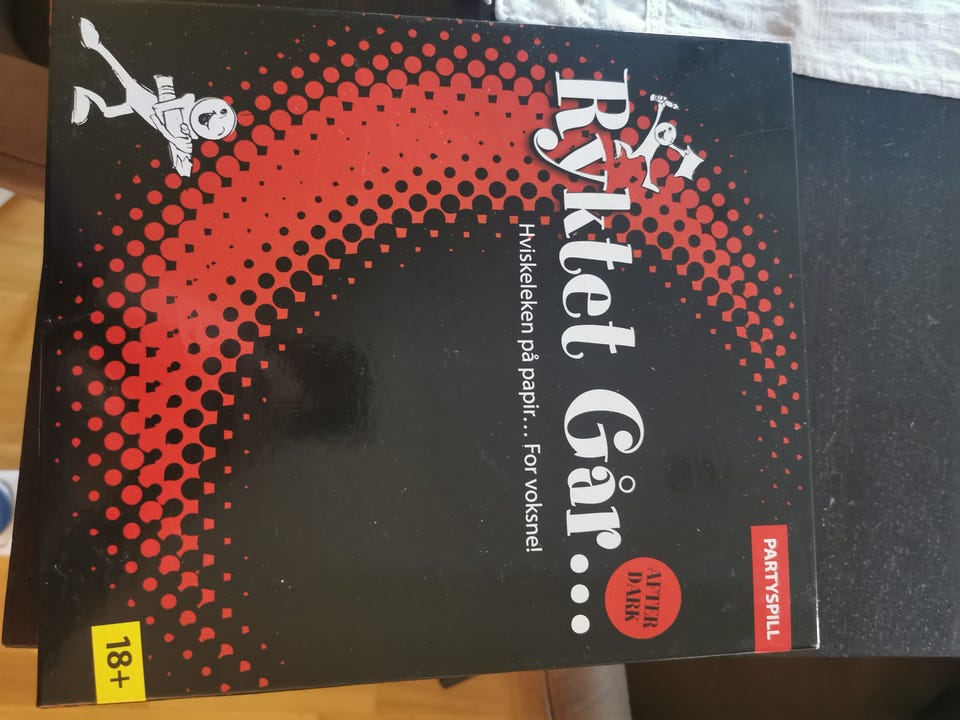 PARTYSPILL
Ryktet Går...
AFTER
DARK
Hviskeleken på papir... For voksne!
18+